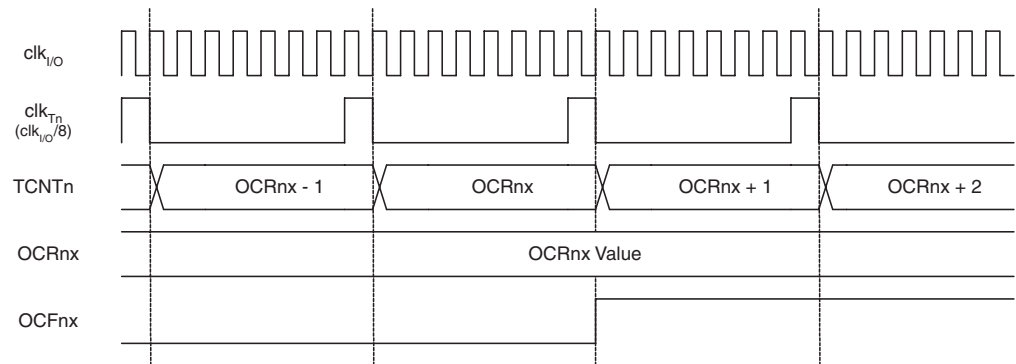 clkI/O
clkTn
(clkI/O/8)
TCNTn OCRnx - 1 OCRnx OCRnx + 1 OCRnx + 2
OCRnx OCRnx Value
OCFnx